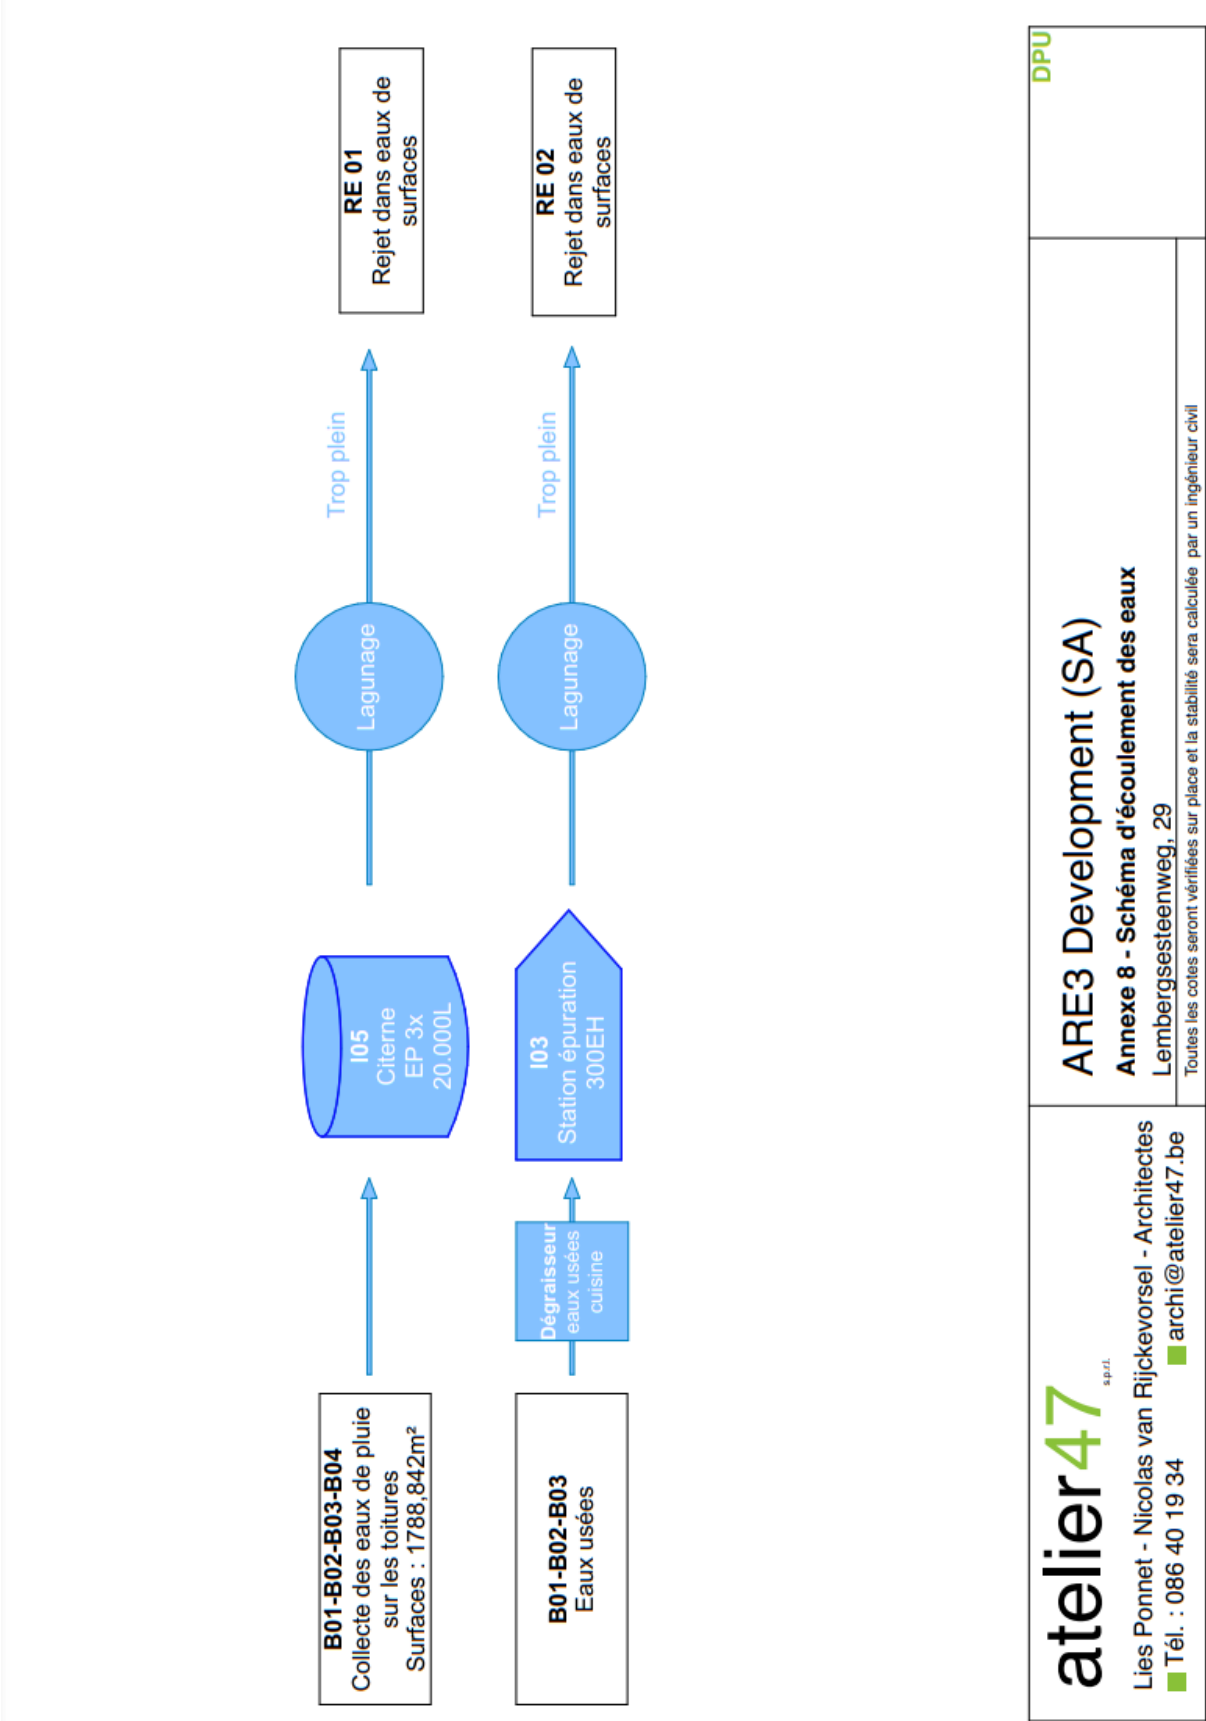 B01-B02-B03-B04
Collecte des eaux de pluie
sur les toitures
Surfaces : 1788,842m²
I05
Citerne
EP 3x
20.000L
Lagunage
Trop plein
RE 01
Rejet dans eaux de
surfaces
B01-B02-B03
Eaux usées
Dégraisseur
eaux usées
cuisine
I03
Station épuration
300EH
Lagunage
Trop plein
RE 02
Rejet dans eaux de
surfaces
atelier47
s.p.r.l.
Lies Ponnet - Nicolas van Rijckevorsel - Architectes
Tél. : 086 40 19 34 archi@atelier47.be
ARE3 Development (SA)
Annexe 8 - Schéma d'écoulement des eaux
Lembergsesteenweg, 29
Toutes les cotes seront vérifiées sur place et la stabilité sera calculée par un ingénieur civil
DPU